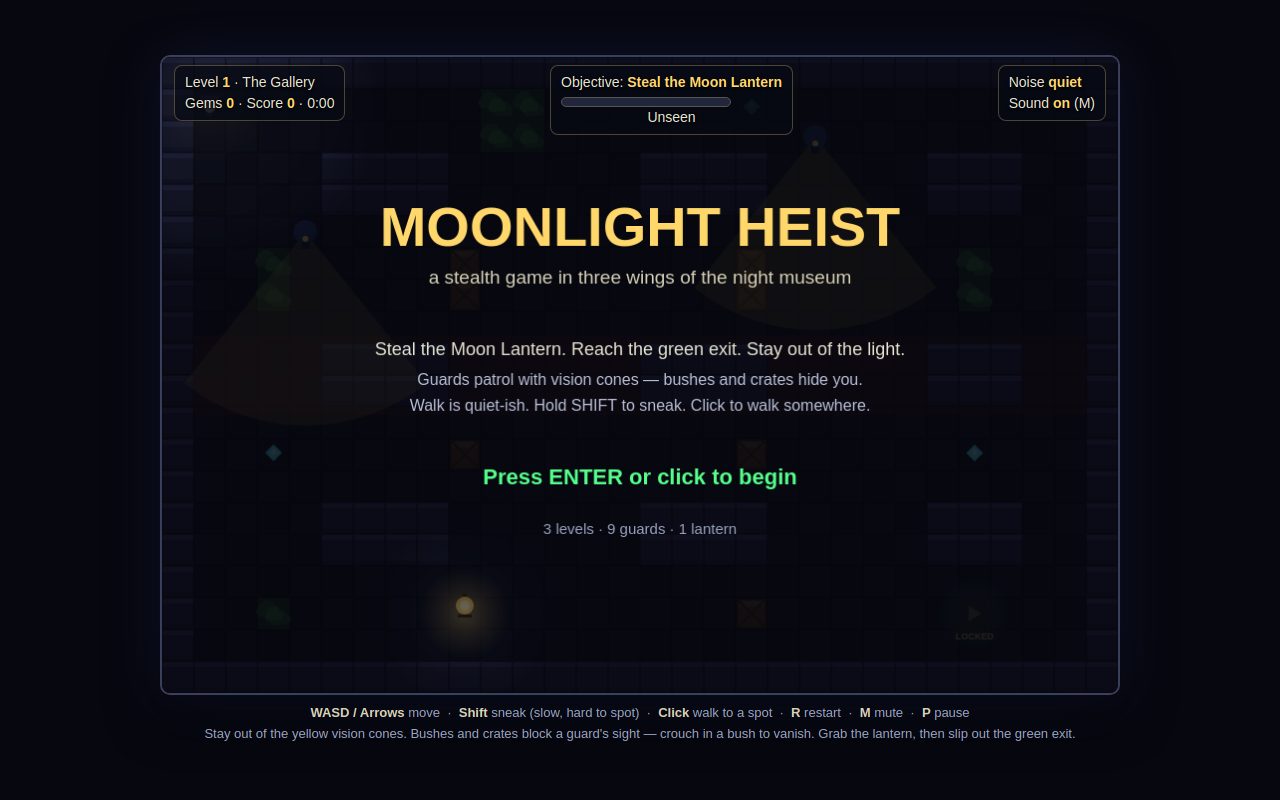 Level 1 · The Gallery
Gems 0 · Score 0 · 0:00
Objective: Steal the Moon Lantern
Unseen
Noise quiet
Sound on (M)
MOONLIGHT HEIST
a stealth game in three wings of the night museum
Steal the Moon Lantern. Reach the green exit. Stay out of the light.
Guards patrol with vision cones — bushes and crates hide you.
Walk is quiet-ish. Hold SHIFT to sneak. Click to walk somewhere.
Press ENTER or click to begin
3 levels · 9 guards · 1 lantern
LOCKED
WASD / Arrows move · Shift sneak (slow, hard to spot) · Click walk to a spot · R restart · M mute · P pause
Stay out of the yellow vision cones. Bushes and crates block a guard's sight — crouch in a bush to vanish. Grab the lantern, then slip out the green exit.